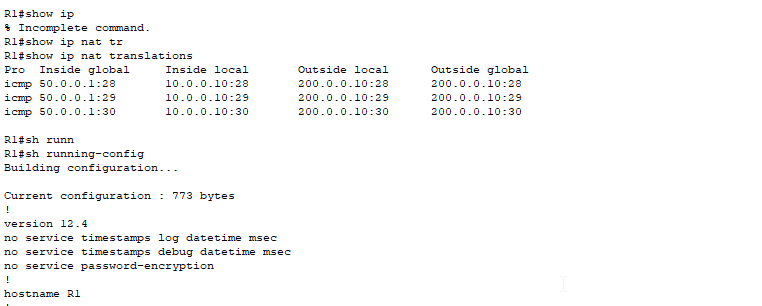 R1#show ip
% Incomplete command.
R1#show ip nat tr
R1#show ip nat translations
Pro  Inside global       Inside local       Outside local      Outside global
icmp 50.0.0.1:28       10.0.0.10:28       200.0.0.10:28      200.0.0.10:28
icmp 50.0.0.1:29       10.0.0.10:29       200.0.0.10:29      200.0.0.10:29
icmp 50.0.0.1:30       10.0.0.10:30       200.0.0.10:30      200.0.0.10:30
R1#sh runn
R1#sh running-config
Building configuration...
Current configuration : 773 bytes
!
version 12.4
no service timestamps log datetime msec
no service timestamps debug datetime msec
no service password-encryption
!
hostname R1